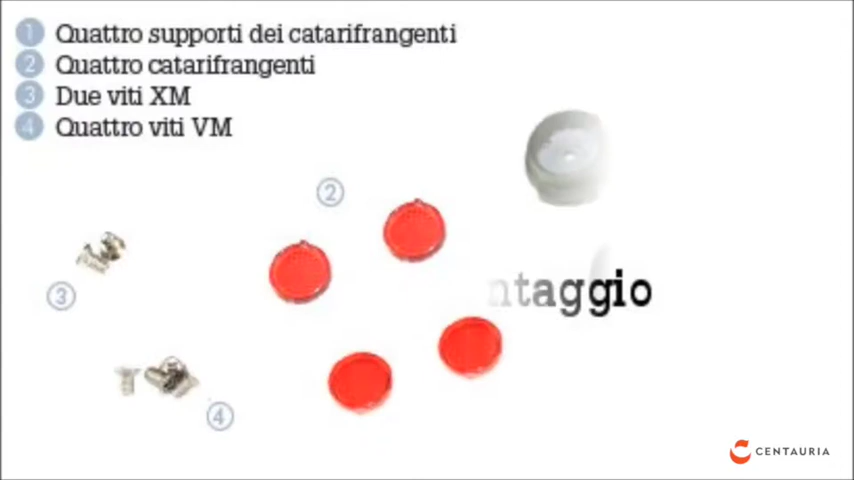 1 Quattro supporti dei catarifrangenti
2 Quattro catarifrangenti
3 Due viti XM
4 Quattro viti VM
2
3
ntaggio
4
CENTAURIA